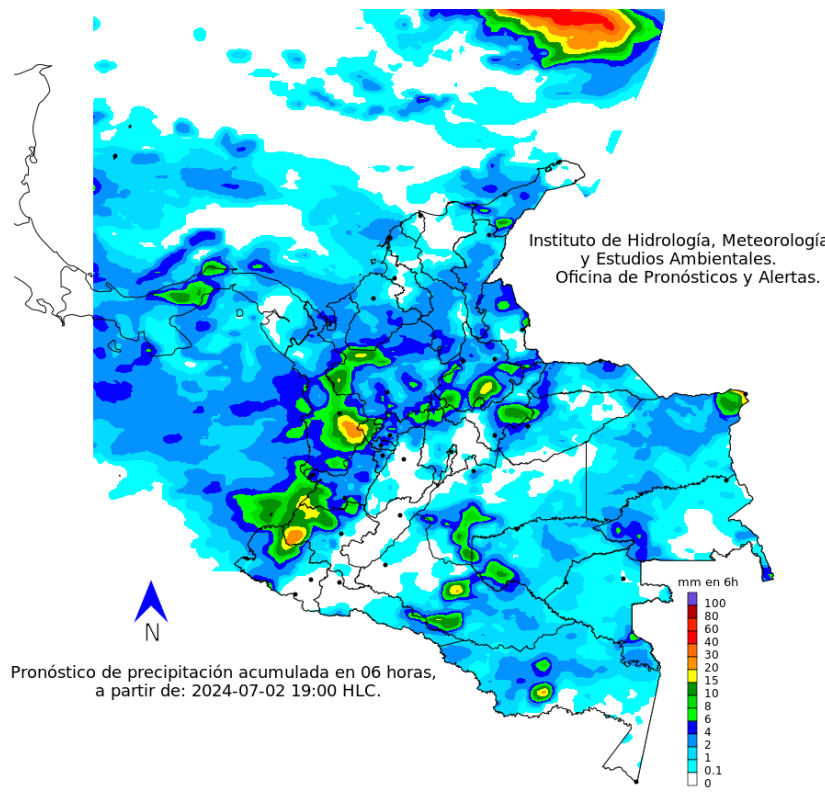 Instituto de Hidrología, Meteorología
y Estudios Ambientales.
Oficina de Pronósticos y Alertas.
mm en 6h
100
80
60
40
30
20
15
10
8
6
4
2
1
0.1
0
N
Pronóstico de precipitación acumulada en 06 horas,
a partir de: 2024-07-02 19:00 HLC.